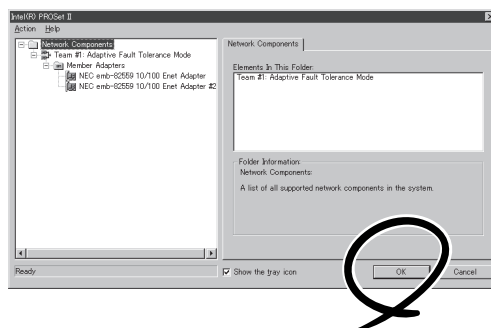 Intel(R) PROSet II
Action Help
Network Components
Team #1: Adaptive Fault Tolerance Mode
Member Adapters
NEC emb-82559 10/100 Enet Adapter
NEC emb-82559 10/100 Enet Adapter #2
Network Components
Elements In This Folder:
Team #1: Adaptive Fault Tolerance Mode
Folder Information:
Network Components:
A list of all supported network components in the system.
Ready
Show the tray icon
OK
Cancel